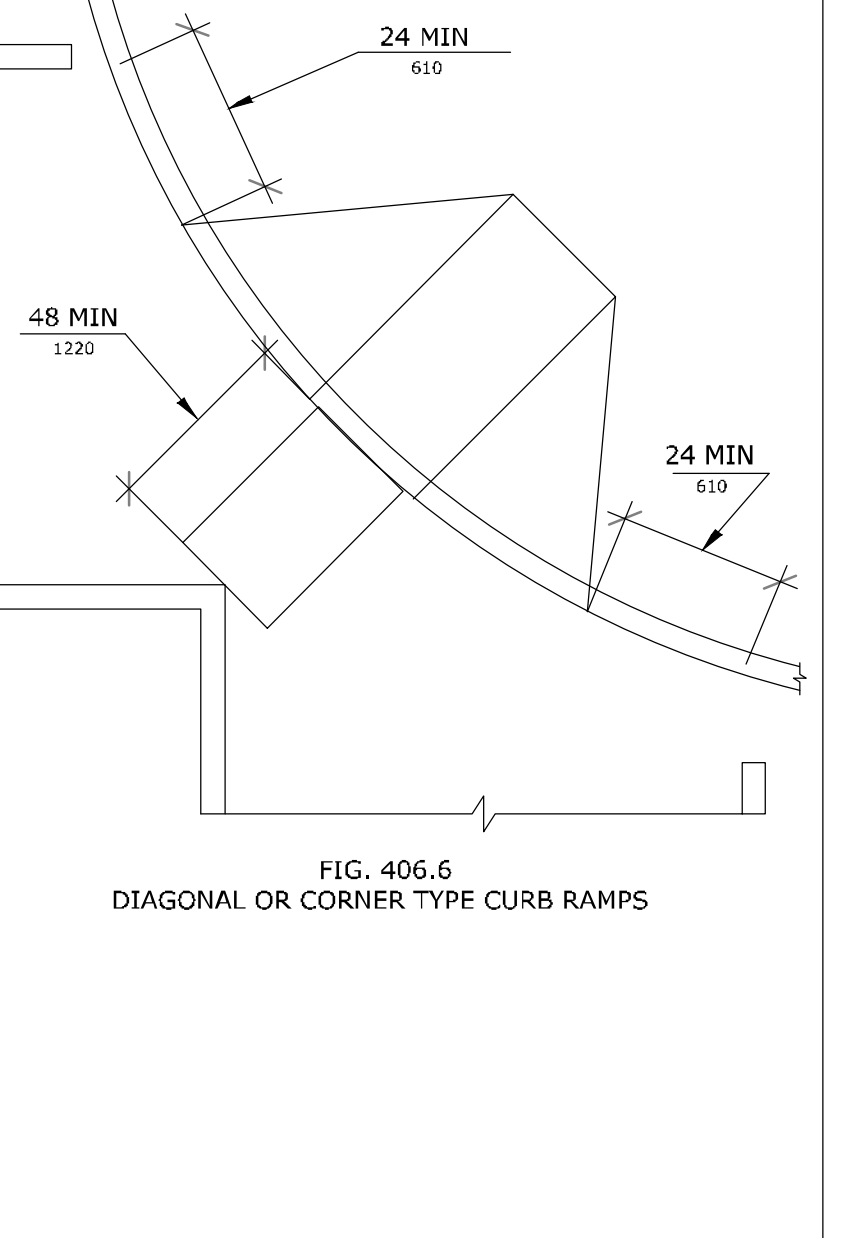 24 MIN
610
48 MIN
1220
24 MIN
610
FIG. 406.6
DIAGONAL OR CORNER TYPE CURB RAMPS